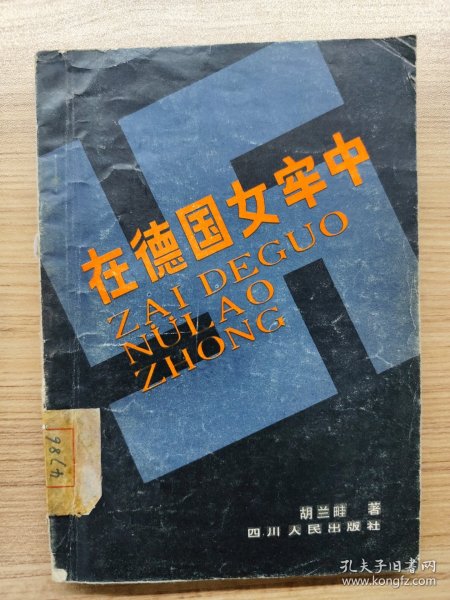 在德国女牢中
ZAI DEGUO
NÜLAO
ZHONG
胡兰畦 著
四川人民出版社
4786
孔夫子旧书网
www.kongfz.com